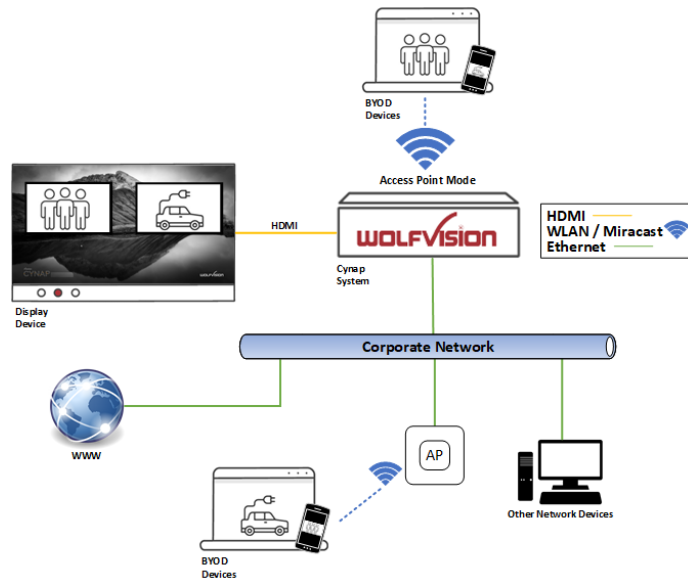 BYOD
Devices
Access Point Mode
HDMI
WOLFVISION
HDMI
WLAN / Miracast
Ethernet
CYNAP
WOLFVISION
Cynap
System
Display
Device
Corporate Network
WWW
AP
Other Network Devices
BYOD
Devices